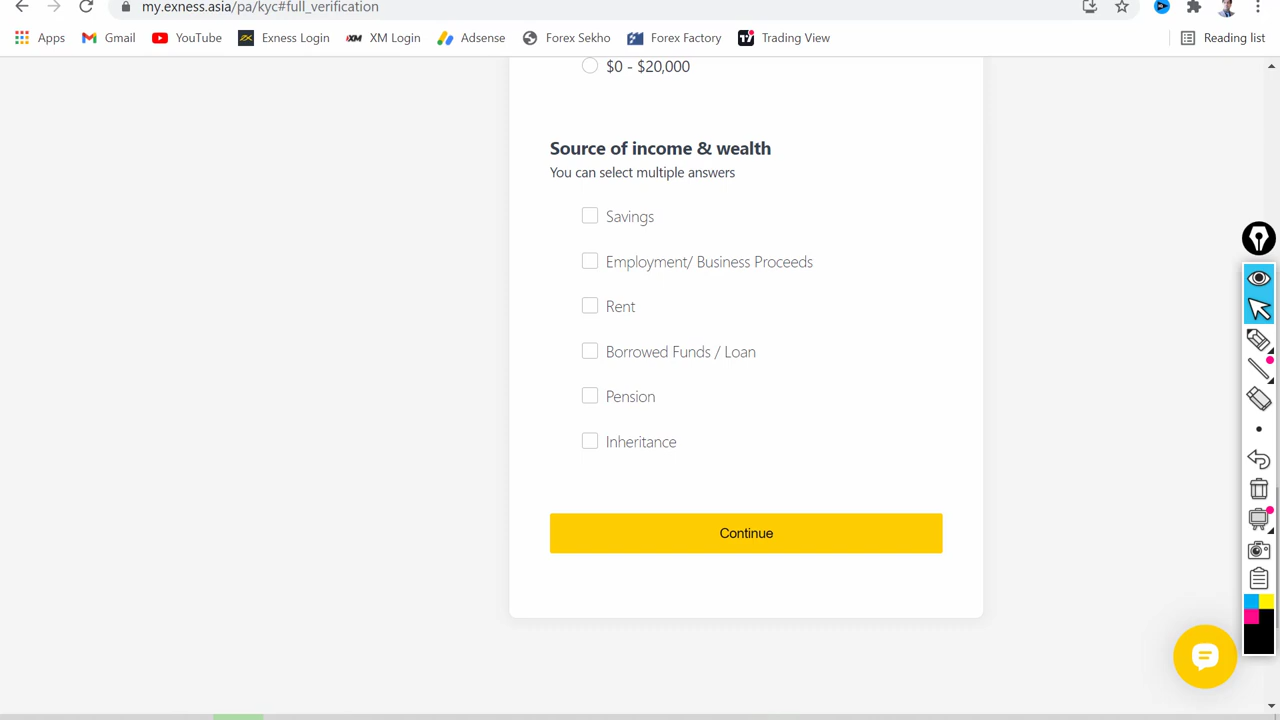 my.exness.asia/pa/kyc#full_verification
Apps Gmail YouTube Exness Login XM XM Login Adsense Forex Sekho Forex Factory Trading View Reading list
$0 - $20,000
Source of income & wealth
You can select multiple answers
Savings
Employment/ Business Proceeds
Rent
Borrowed Funds / Loan
Pension
Inheritance
Continue